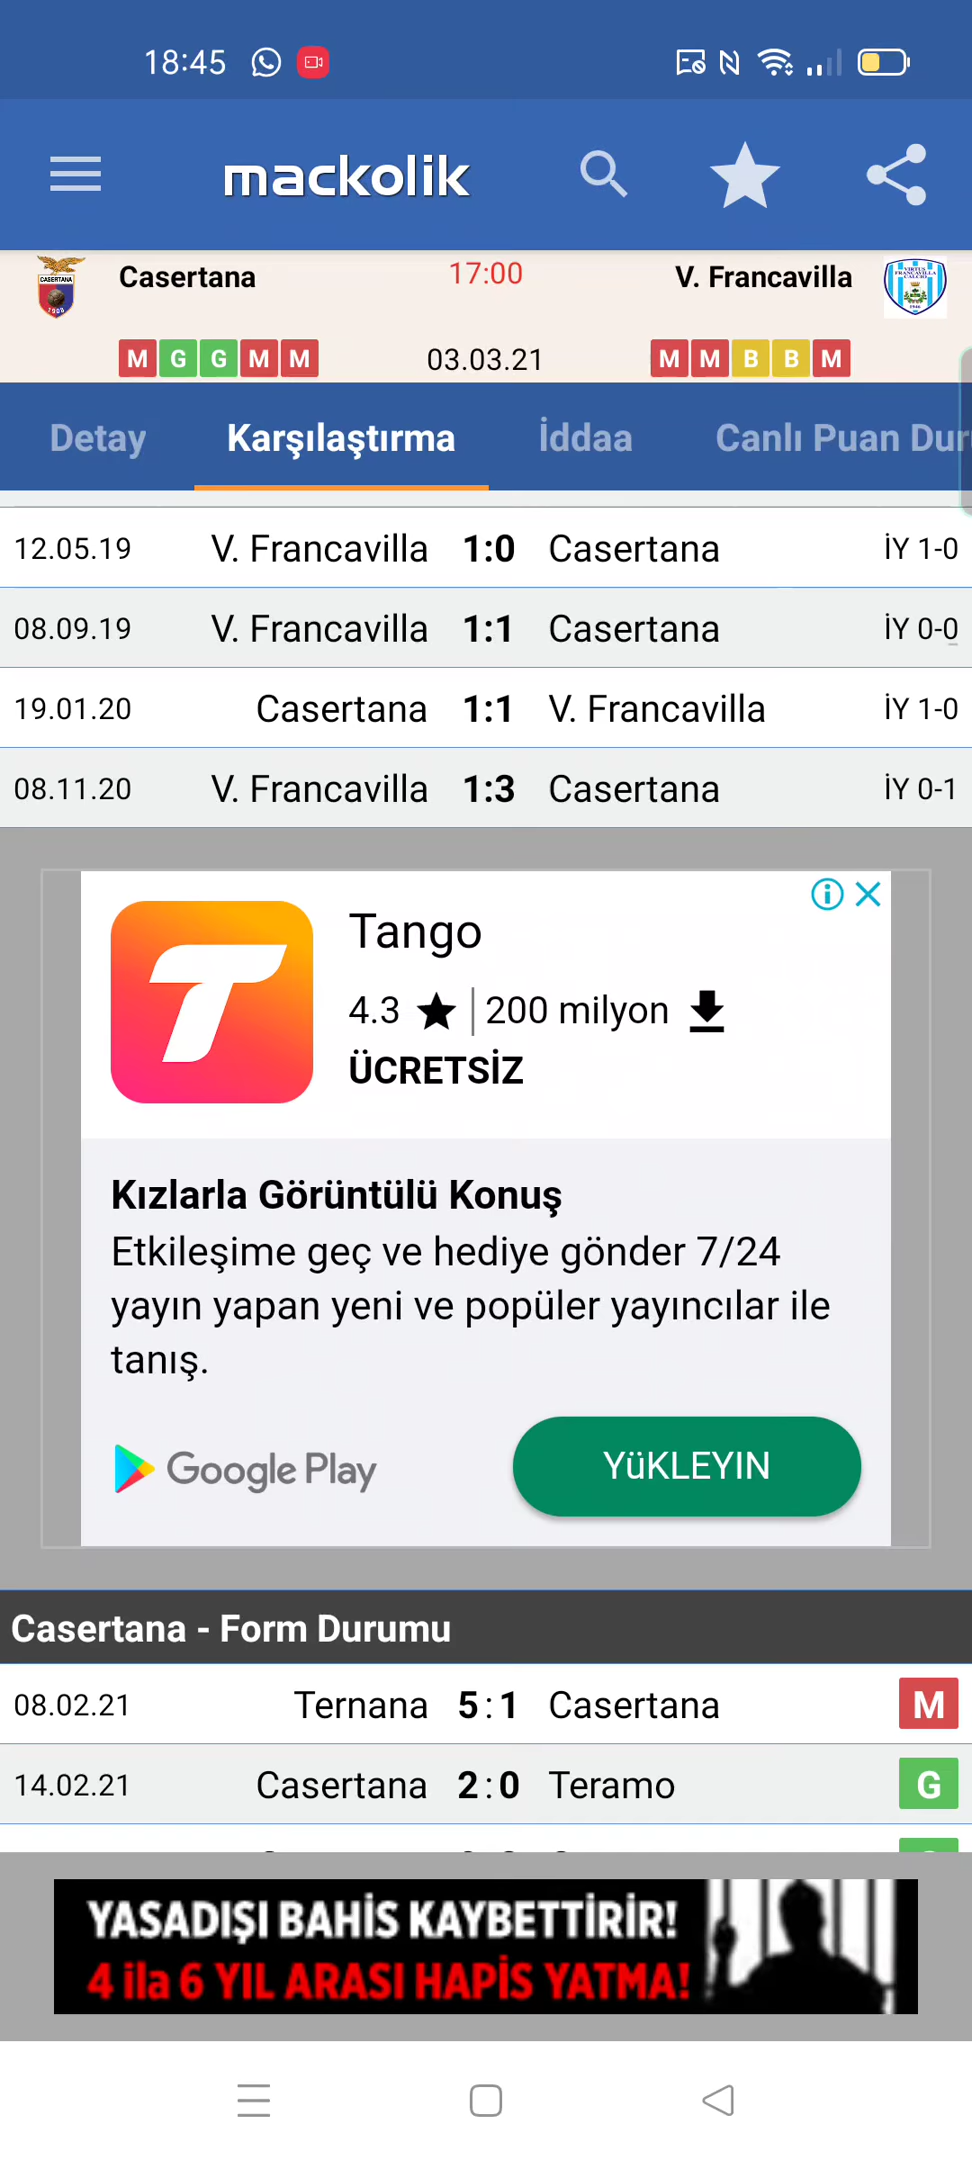 18:45
mackolik
Casertana 17:00 V. Francavilla
M G G M M 03.03.21 M M B B M
Detay Karşılaştırma İddaa Canlı Puan Dur
12.05.19 V. Francavilla 1:0 Casertana İY 1-0
08.09.19 V. Francavilla 1:1 Casertana İY 0-0
19.01.20 Casertana 1:1 V. Francavilla İY 1-0
08.11.20 V. Francavilla 1:3 Casertana İY 0-1
Tango
4.3 ★ | 200 milyon
ÜCRETSİZ
Kızlarla Görüntülü Konuş
Etkileşime geç ve hediye gönder 7/24
yayın yapan yeni ve popüler yayıncılar ile
tanış.
Google Play YüKLEYIN
Casertana - Form Durumu
08.02.21 Ternana 5:1 Casertana M
14.02.21 Casertana 2:0 Teramo G
YASADIŞI BAHİS KAYBETTİRİR!
4 ila 6 YIL ARASI HAPİS YATMA!